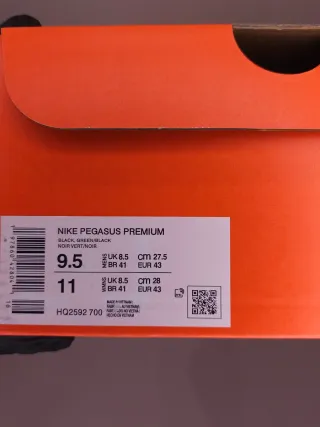 NIKE PEGASUS PREMIUM
BLACK, GREEN/BLACK
NOIR VERT/NOIR
9.5 MENS UK 8.5 cm 27.5
BR 41 EUR 43
11 UK 8.5 cm 28
BR 41 EUR 43
HQ2592 700